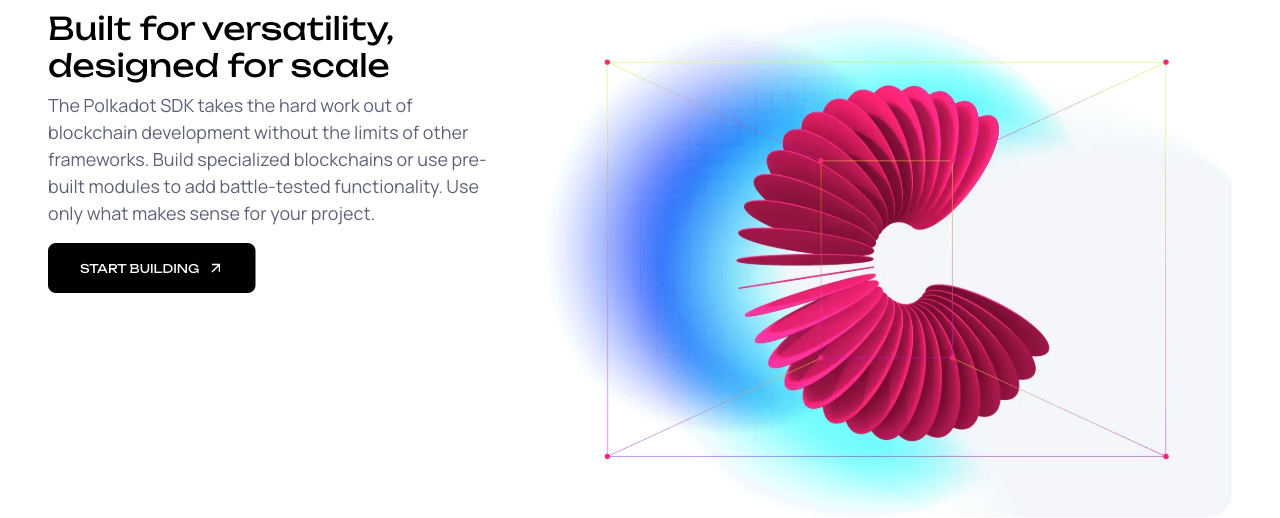 Built for versatility,
designed for scale
The Polkadot SDK takes the hard work out of
blockchain development without the limits of other
frameworks. Build specialized blockchains or use pre-
built modules to add battle-tested functionality. Use
only what makes sense for your project.
START BUILDING